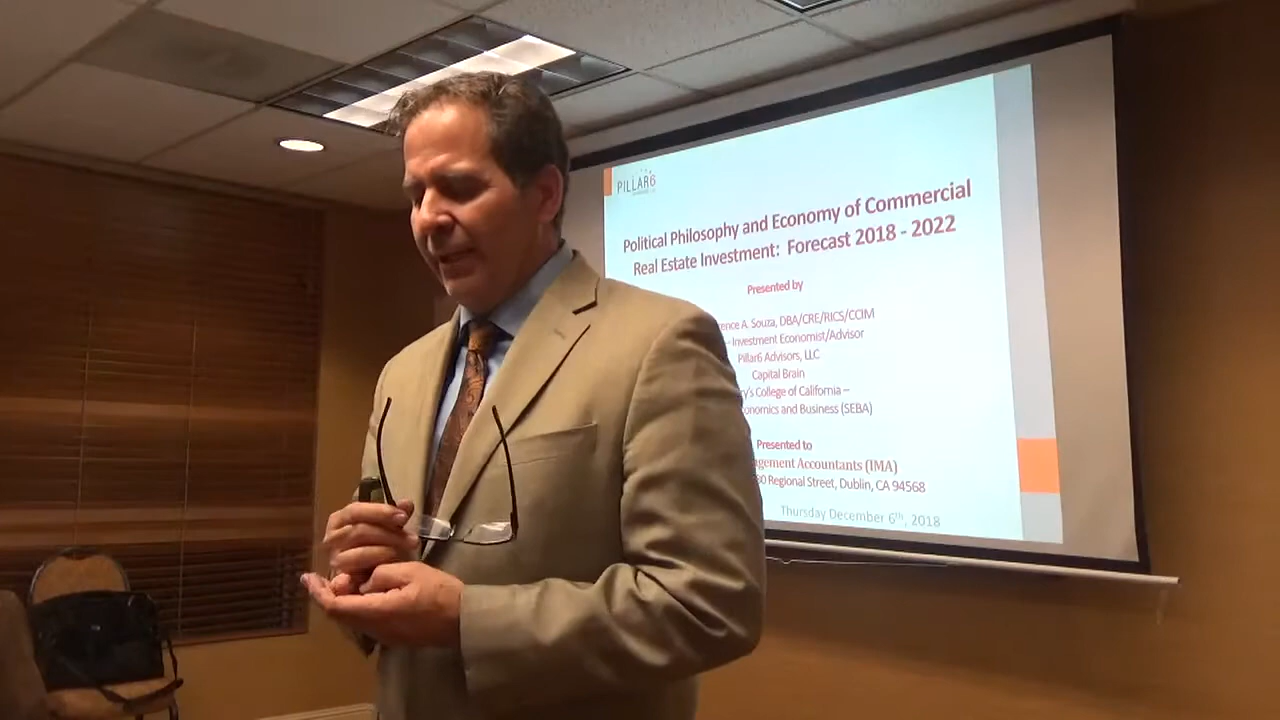 PILLAR6
Political Philosophy and Economy of Commercial
Real Estate Investment: Forecast 2018 - 2022
Presented by
ence A. Souza, DBA/CRE/RICS/CCIM
- Investment Economist/Advisor
Pillar6 Advisors, LLC
Capital Brain
y's College of California –
onomics and Business (SEBA)
Presented to
gement Accountants (IMA)
30 Regional Street, Dublin, CA 94568
Thursday December 6th, 2018